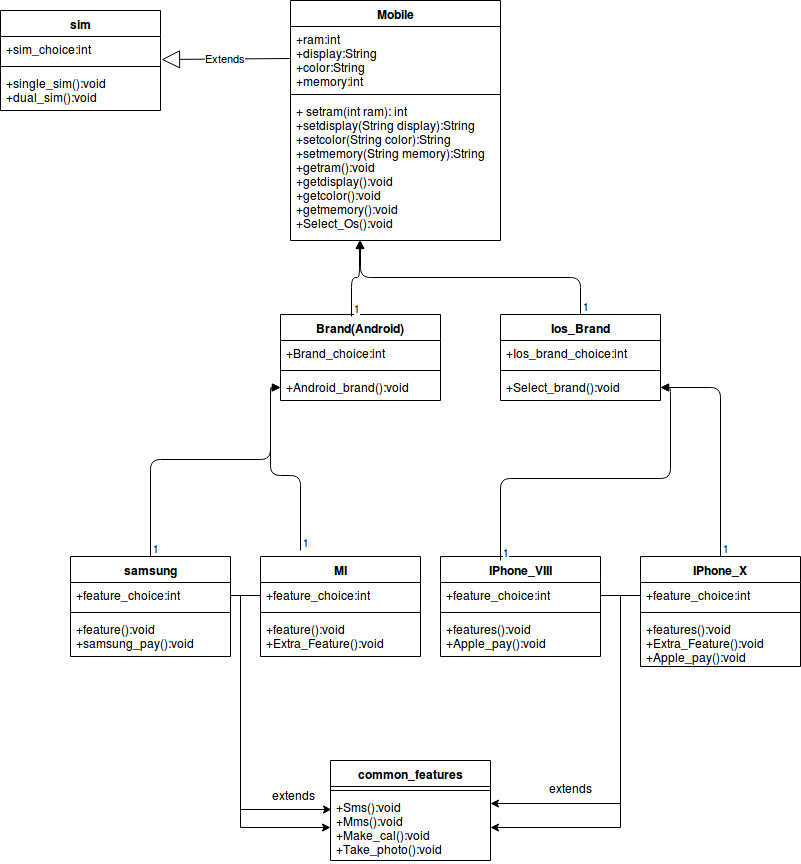 sim
+sim_choice:int
+single_sim():void
+dual_sim():void
Extends
Mobile
+ram:int
+display:String
+color:String
+memory:int
+ setram(int ram): int
+setdisplay(String display):String
+setcolor(String color):String
+setmemory(String memory):String
+getram():void
+getdisplay():void
+getcolor():void
+getmemory():void
+Select_Os():void
1
1
Brand(Android)
+Brand_choice:int
+Android_brand():void
Ios_Brand
+Ios_brand_choice:int
+Select_brand():void
1
1
1
1
samsung
+feature_choice:int
+feature():void
+samsung_pay():void
MI
+feature_choice:int
+feature():void
+Extra_Feature():void
IPhone_VIII
+feature_choice:int
+features():void
+Apple_pay():void
IPhone_X
+feature_choice:int
+features():void
+Extra_Feature():void
+Apple_pay():void
extends
extends
common_features
+Sms():void
+Mms():void
+Make_cal():void
+Take_photo():void